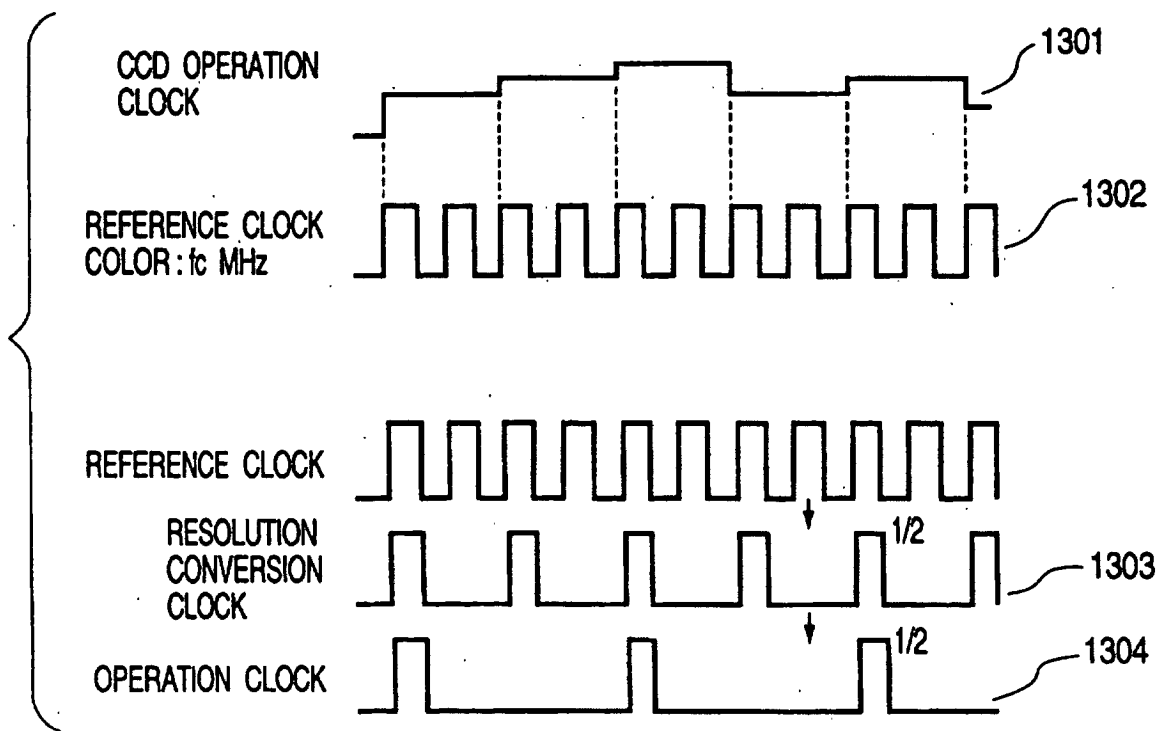 CCD OPERATION
CLOCK
1301
REFERENCE CLOCK
COLOR : fc MHz
1302
REFERENCE CLOCK
RESOLUTION
CONVERSION
CLOCK
1/2
1303
OPERATION CLOCK
1/2
1304